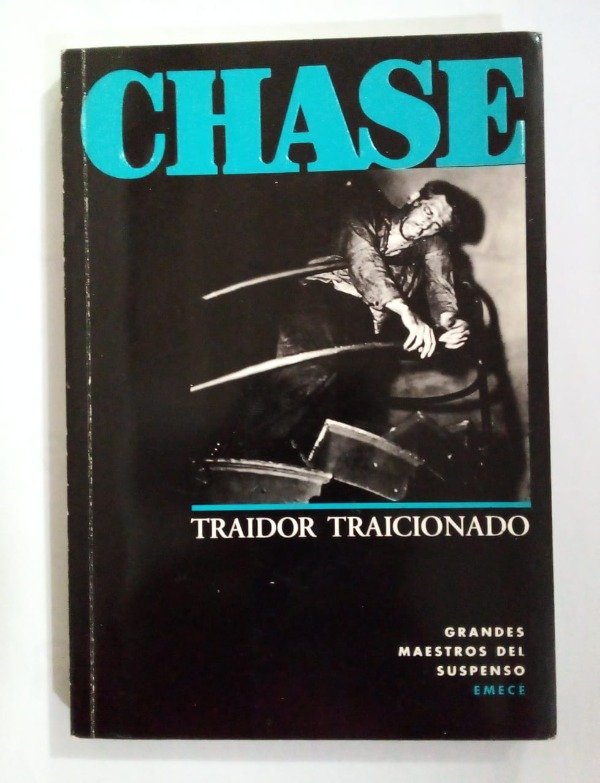 CHASE
TRAIDOR TRAICIONADO
GRANDES
MAESTROS DEL
SUSPENSO
EMECE